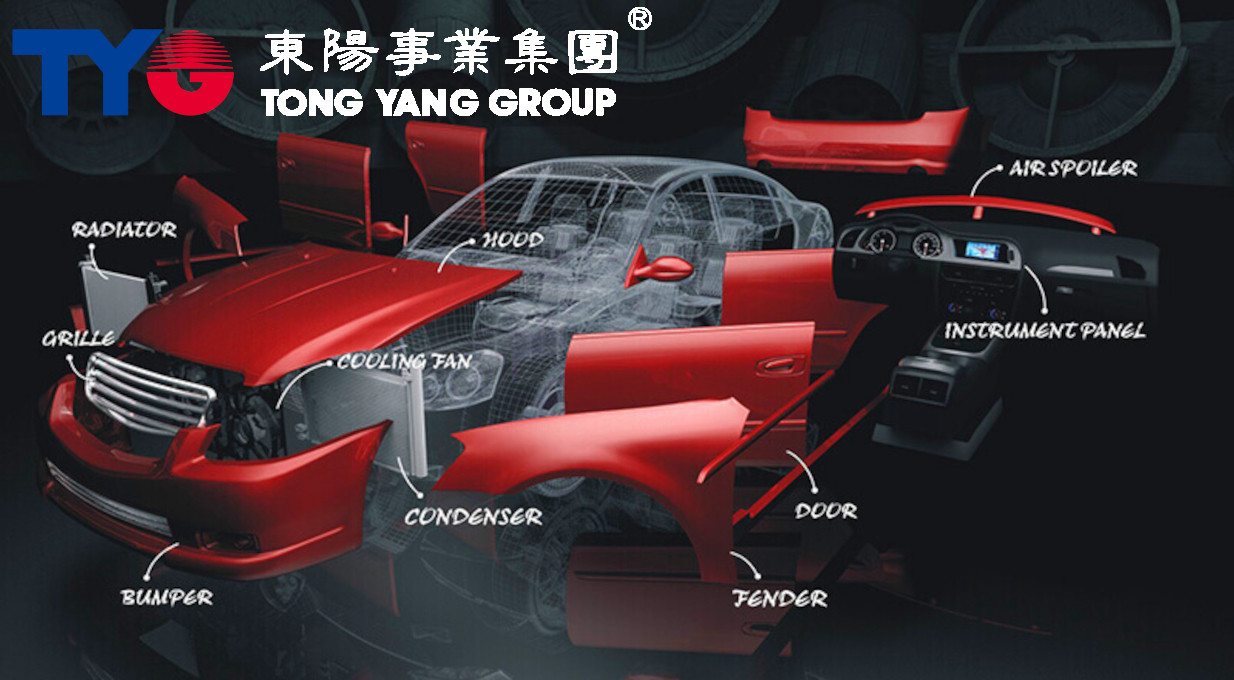 TYG
東陽事業集團®
TONG YANG GROUP
AIR SPOILER
RADIATOR
HOOD
INSTRUMENT PANEL
GRILLE
COOLING FAN
CONDENSER
DOOR
BUMPER
FENDER